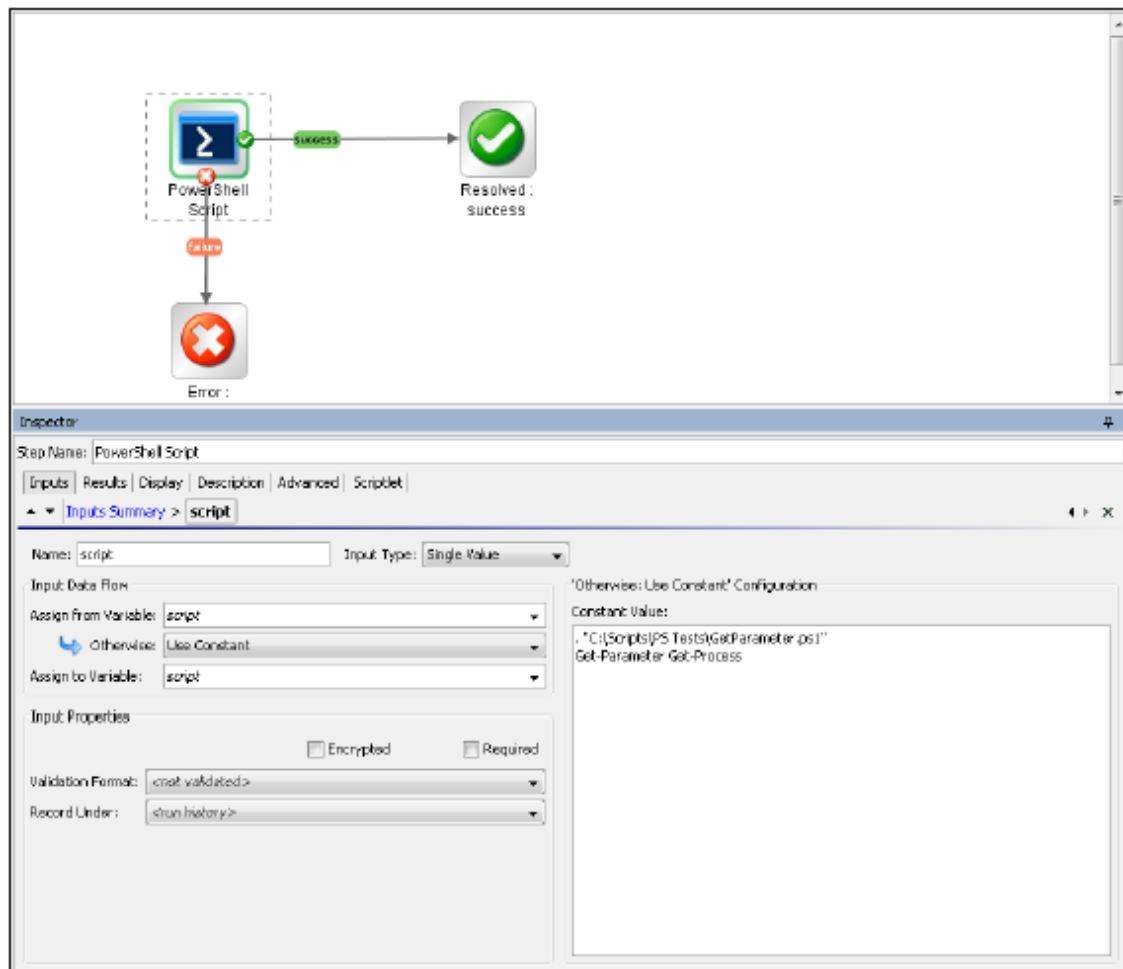 success
PowerShell
Script
Resolved :
success
failure
Error :
Inspector
Step Name: PowerShell Script
Inputs Results Display Description Advanced Scriptlet
Inputs Summary > script
Name: script Input Type: Single Value
Input Data Flow
Assign from Variable: script
Otherwise: Use Constant
Assign to Variable: script
Input Properties
Encrypted Required
Validation Format: <not validated>
Record Under: <run history>
'Otherwise: Use Constant' Configuration
Constant Value:
. "C:\Scripts\PS Tests\GetParameter.ps1"
Get-Parameter Get-Process